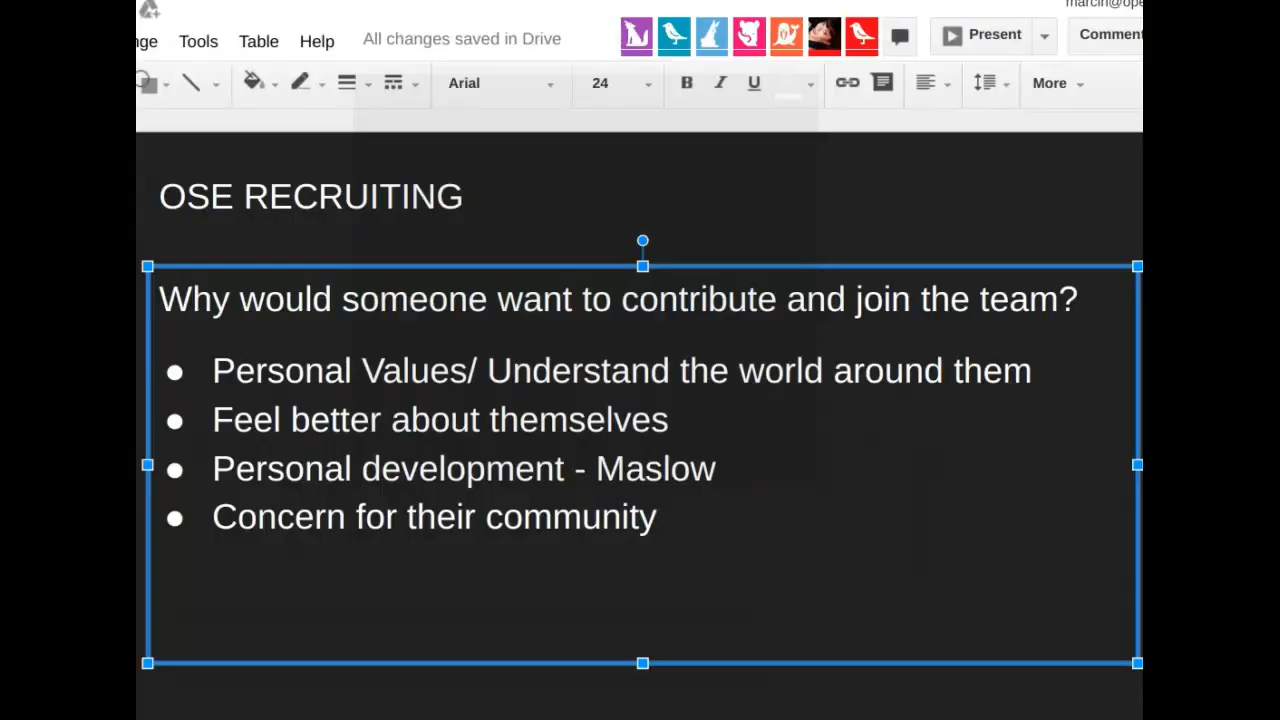 marcin@ope
nge Tools Table Help All changes saved in Drive Present Comment
Arial 24 B I U More
OSE RECRUITING
Why would someone want to contribute and join the team?
● Personal Values/ Understand the world around them
● Feel better about themselves
● Personal development - Maslow
● Concern for their community